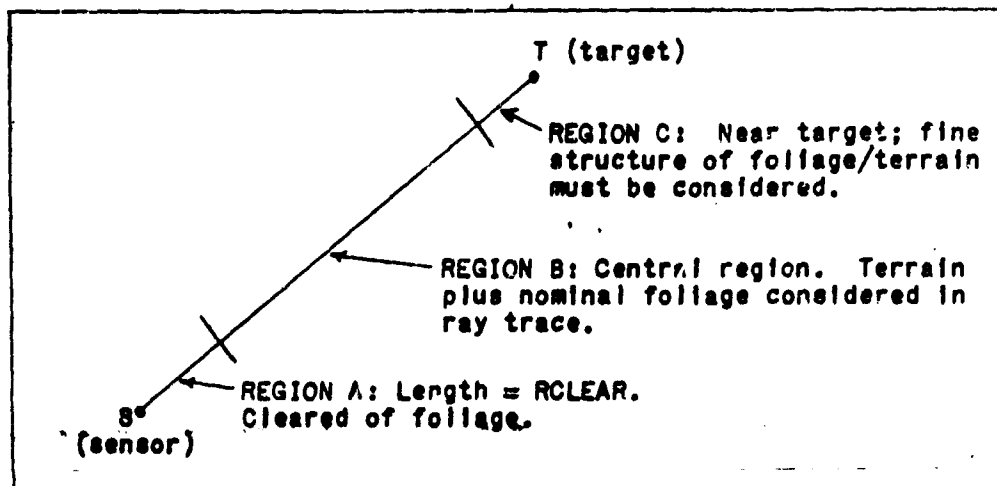 T (target)
REGION C: Near target; fine
structure of foliage/terrain
must be considered.
REGION B: Central region. Terrain
plus nominal foliage considered in
ray trace.
REGION A: Length = RCLEAR.
Cleared of foliage.
S
(sensor)